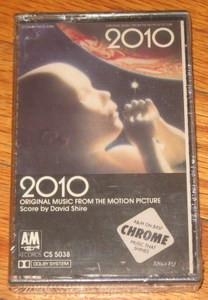 2010
2010
ORIGINAL MUSIC FROM THE MOTION PICTURE
Score by David Shire
A&M ON BASF
CHROME
MUSIC THAT
SHINES
A&M
RECORDS
CS 5038
DOLBY SYSTEM